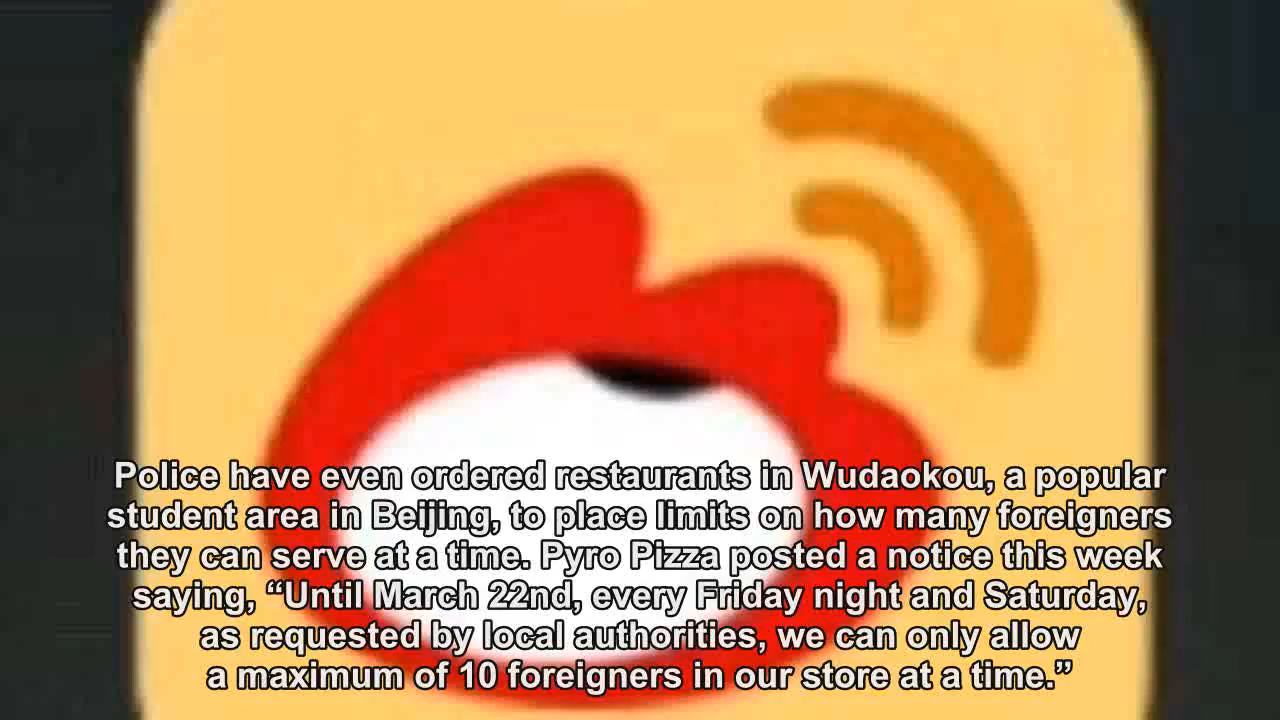 Police have even ordered restaurants in Wudaokou, a popular
student area in Beijing, to place limits on how many foreigners
they can serve at a time. Pyro Pizza posted a notice this week
saying, “Until March 22nd, every Friday night and Saturday,
as requested by local authorities, we can only allow
a maximum of 10 foreigners in our store at a time.”